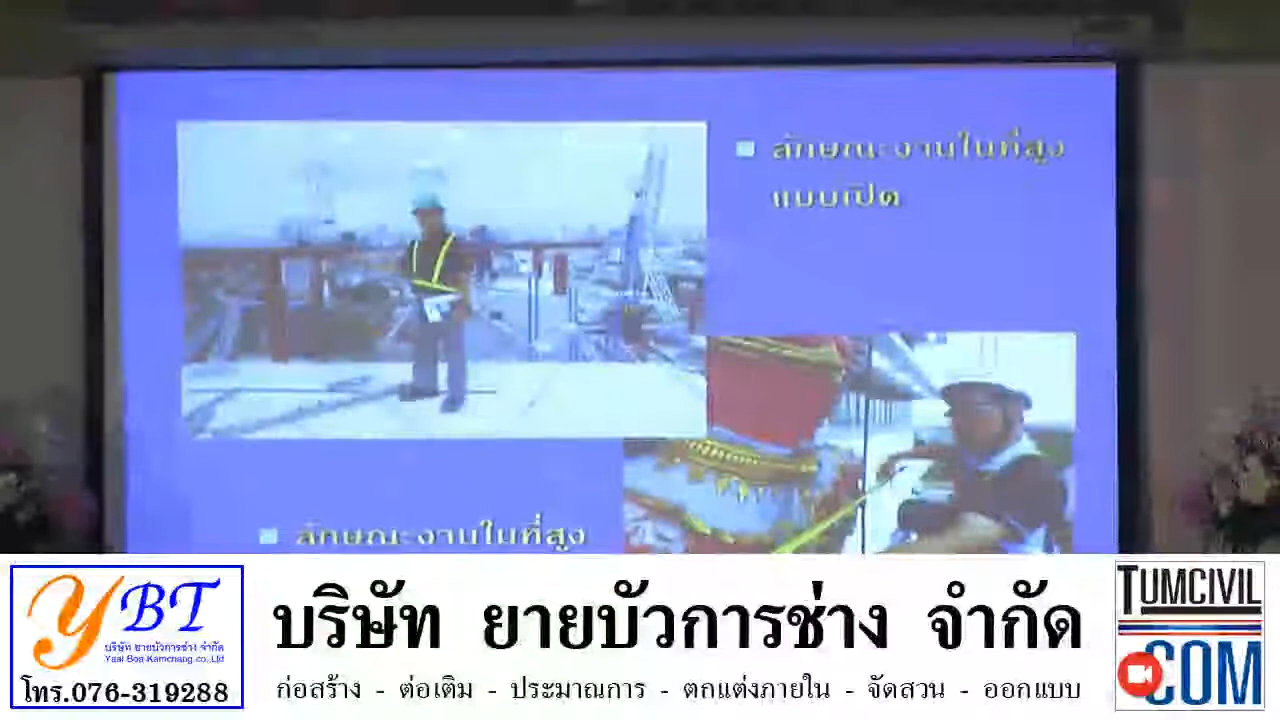 ลักษณะงานในที่สูง
แบบเปิด
ลักษณะงานในที่สูง
YBT
บริษัท ยายบัวการช่าง จำกัด
Yaai Bua Kamchang co.,Ltd
โทร.076-319288
บริษัท ยายบัวการช่าง จำกัด
ก่อสร้าง - ต่อเติม - ประมาณการ - ตกแต่งภายใน - จัดสวน - ออกแบบ
TUMCIVIL
COM